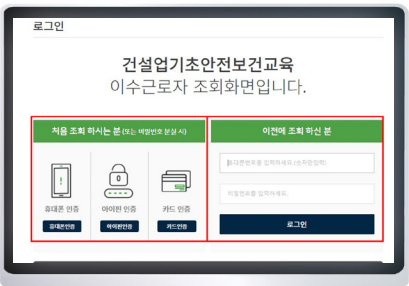 로그인
건설업기초안전보건교육
이수근로자 조회화면입니다.
처음 조회 하시는 분 (또는 비밀번호 분실 시)
이전에 조회 하신 분
휴대폰번호를 입력하세요(숫자만입력)
비밀번호를 입력하세요.
휴대폰 인증
아이핀 인증
카드 인증
휴대폰인증
아이핀인증
카드인증
로그인